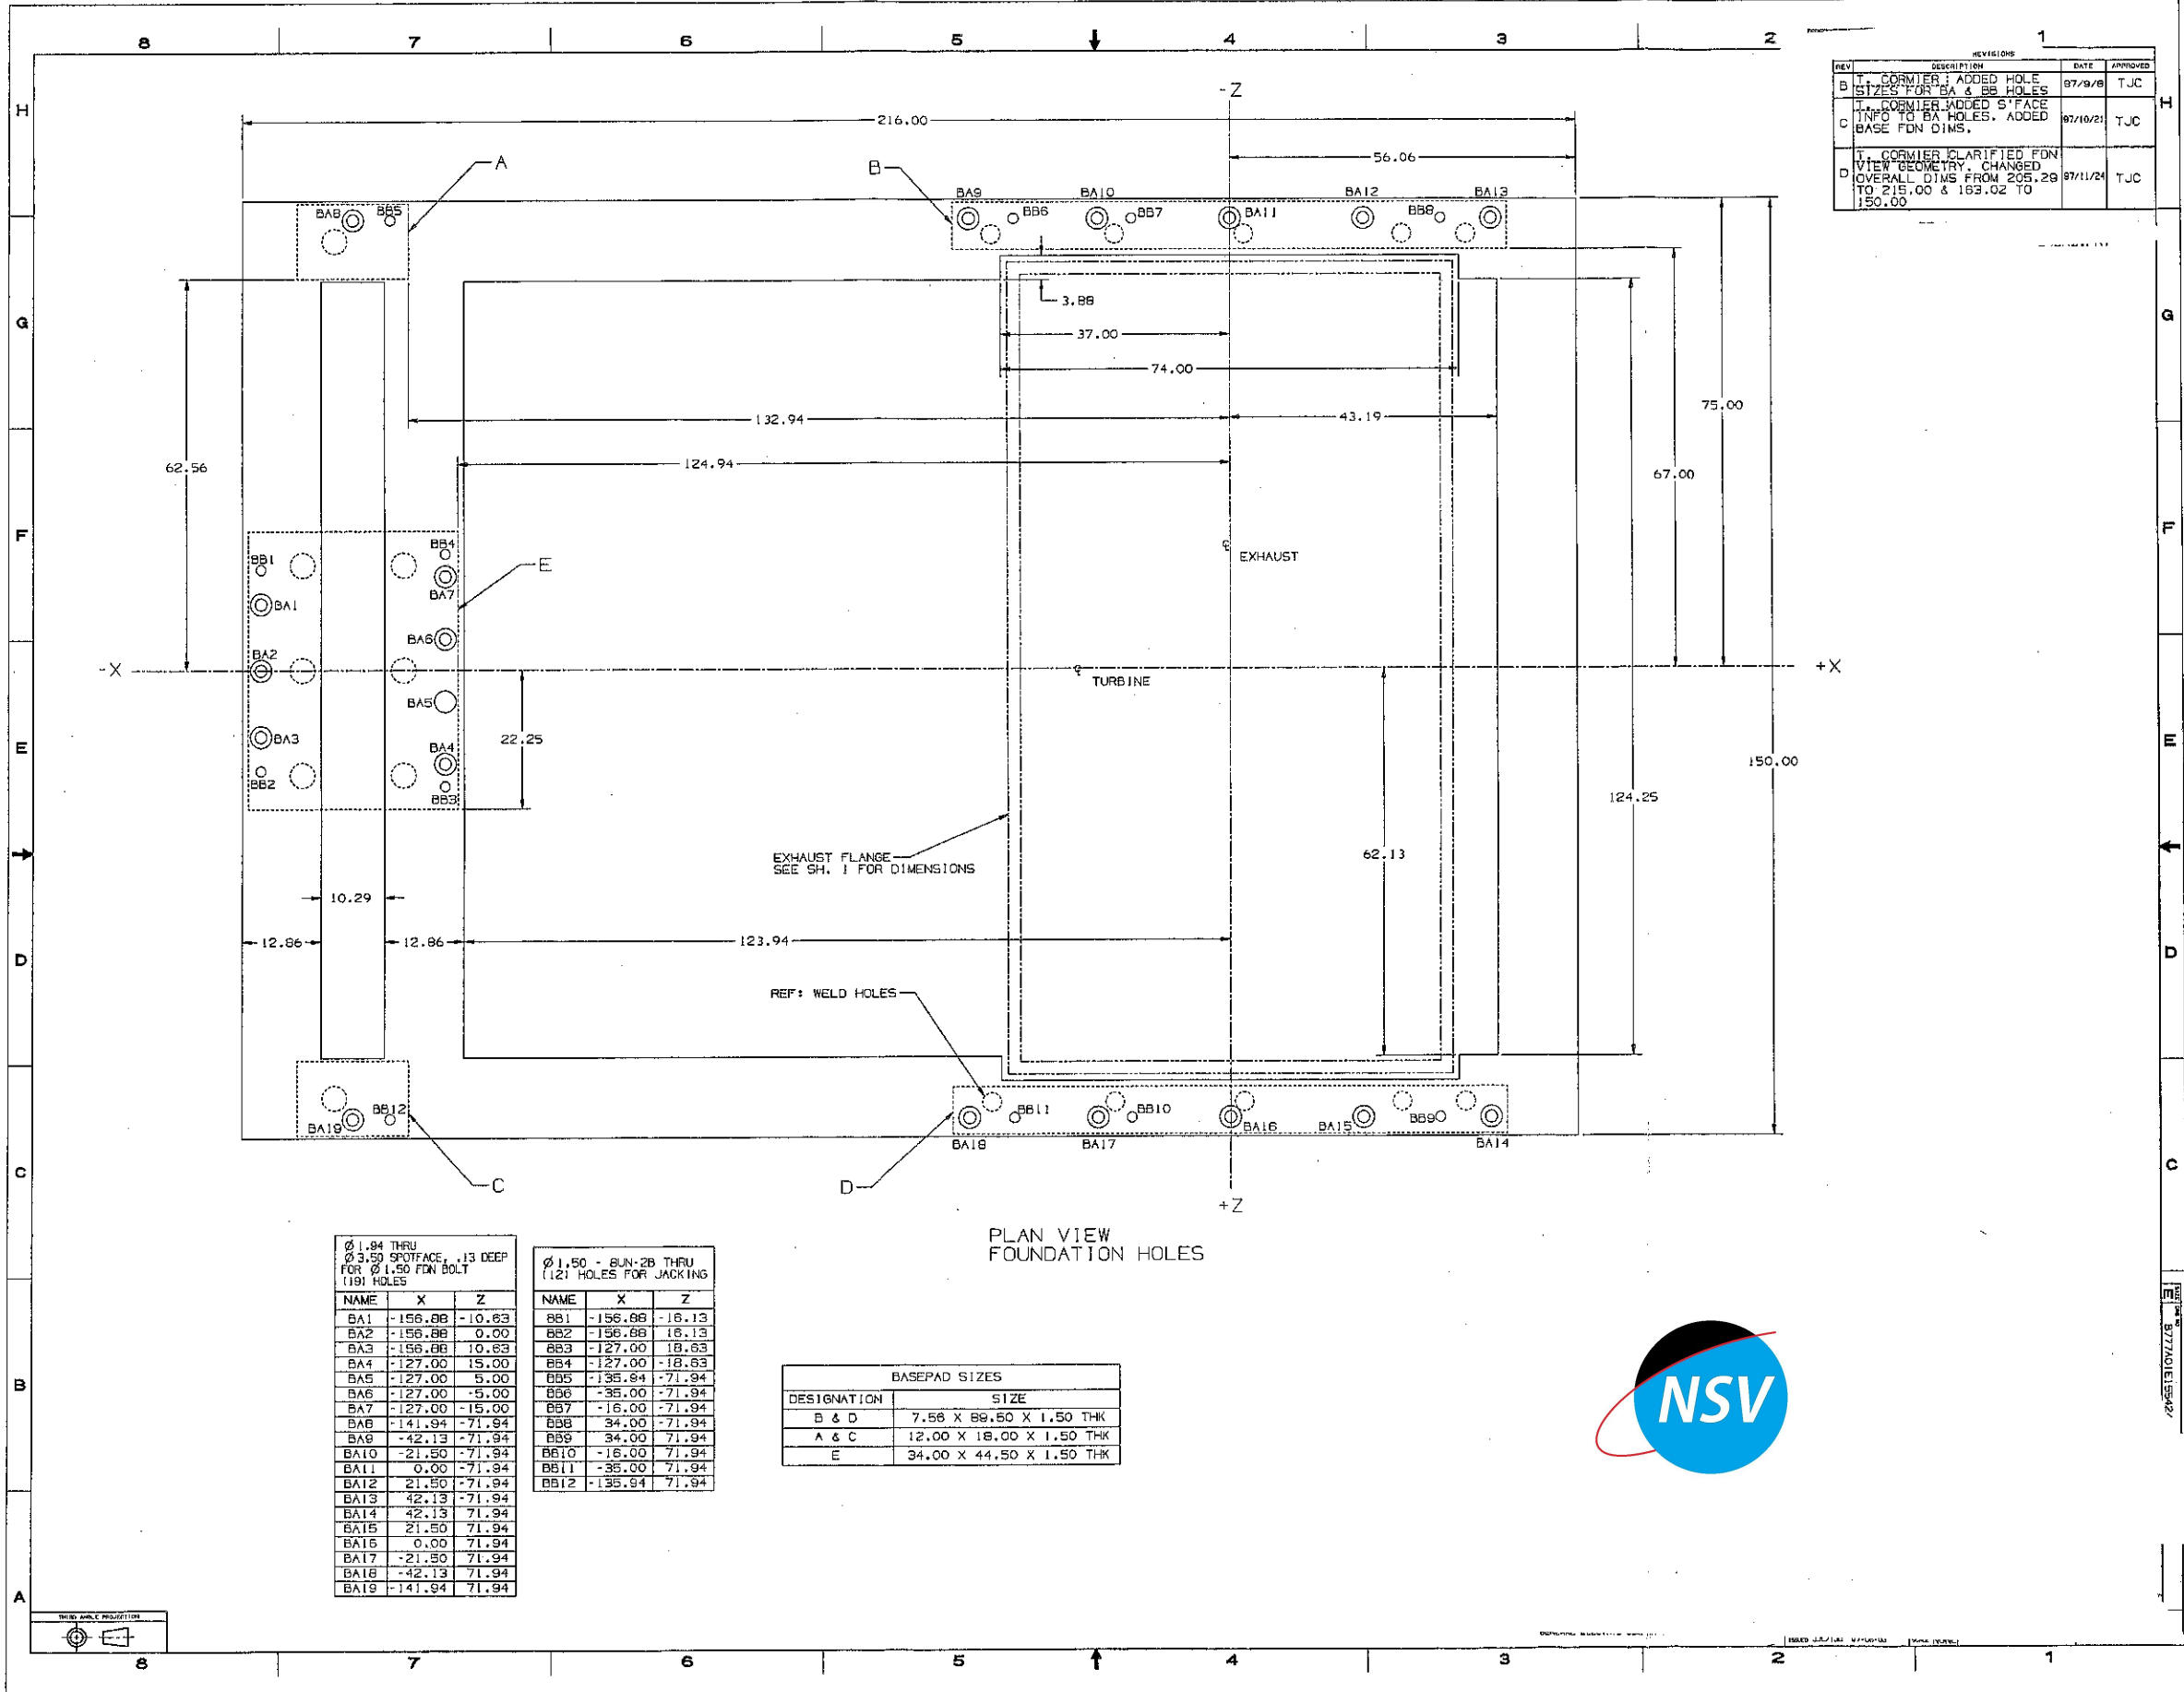 8 7 6 5 4 3 2 1
H
G
F
E
D
C
B
A
REVISIONS
REV DESCRIPTION DATE APPROVED
B T. CORMIER ADDED HOLE SIZES FOR BA & BB HOLES 97/9/8 TJC
C T. CORMIER ADDED S'FACE INFO TO BA HOLES. ADDED BASE FDN DIMS. 97/10/21 TJC
D T. CORMIER CLARIFIED FDN VIEW GEOMETRY. CHANGED OVERALL DIMS FROM 205.28 TO 215.00 & 163.02 TO 150.00 97/11/24 TJC
-Z
216.00
56.06
A
B
BA9 BA10 BA12 BA13
BA8 BB5 BB6 BB7 BA11 BB8
3.88
37.00
74.00
132.94
43.19
75.00
62.56
124.94
67.00
BB1
BB4
EXHAUST
E
BA7
BA1
BA6
BA2
-X
+X
TURBINE
BA5
22.25
BA3
BA4
BB2
BB3
150.00
124.25
EXHAUST FLANGE
SEE SH. 1 FOR DIMENSIONS
62.13
10.29
12.86 12.86 123.94
REF: WELD HOLES
BA19 BB12 BB11 BB10 BA16 BA15 BB9
BA18 BA17 BA14
C
D
+Z
PLAN VIEW
FOUNDATION HOLES
Ø1.94 THRU
Ø3.50 SPOTFACE, .13 DEEP
FOR Ø1.50 FDN BOLT
(19) HOLES
NAME X Z
BA1 -156.88 -10.63
BA2 -156.88 0.00
BA3 -156.88 10.63
BA4 -127.00 15.00
BA5 -127.00 5.00
BA6 -127.00 -5.00
BA7 -127.00 -15.00
BA8 -141.94 -71.94
BA9 -42.13 -71.94
BA10 -21.50 -71.94
BA11 0.00 -71.94
BA12 21.50 -71.94
BA13 42.13 -71.94
BA14 42.13 71.94
BA15 21.50 71.94
BA16 0.00 71.94
BA17 -21.50 71.94
BA18 -42.13 71.94
BA19 -141.94 71.94
Ø1.50 - 8UN-2B THRU
(12) HOLES FOR JACKING
NAME X Z
BB1 -156.88 -16.13
BB2 -156.88 16.13
BB3 -127.00 18.63
BB4 -127.00 -18.63
BB5 -135.94 -71.94
BB6 -35.00 -71.94
BB7 -16.00 -71.94
BB8 34.00 -71.94
BB9 34.00 71.94
BB10 -16.00 71.94
BB11 -35.00 71.94
BB12 -135.94 71.94
BASEPAD SIZES
DESIGNATION SIZE
B & D 7.56 X 89.50 X 1.50 THK
A & C 12.00 X 18.00 X 1.50 THK
E 34.00 X 44.50 X 1.50 THK
NSV
THIRD ANGLE PROJECTION
8 7 6 5 4 3 2 1